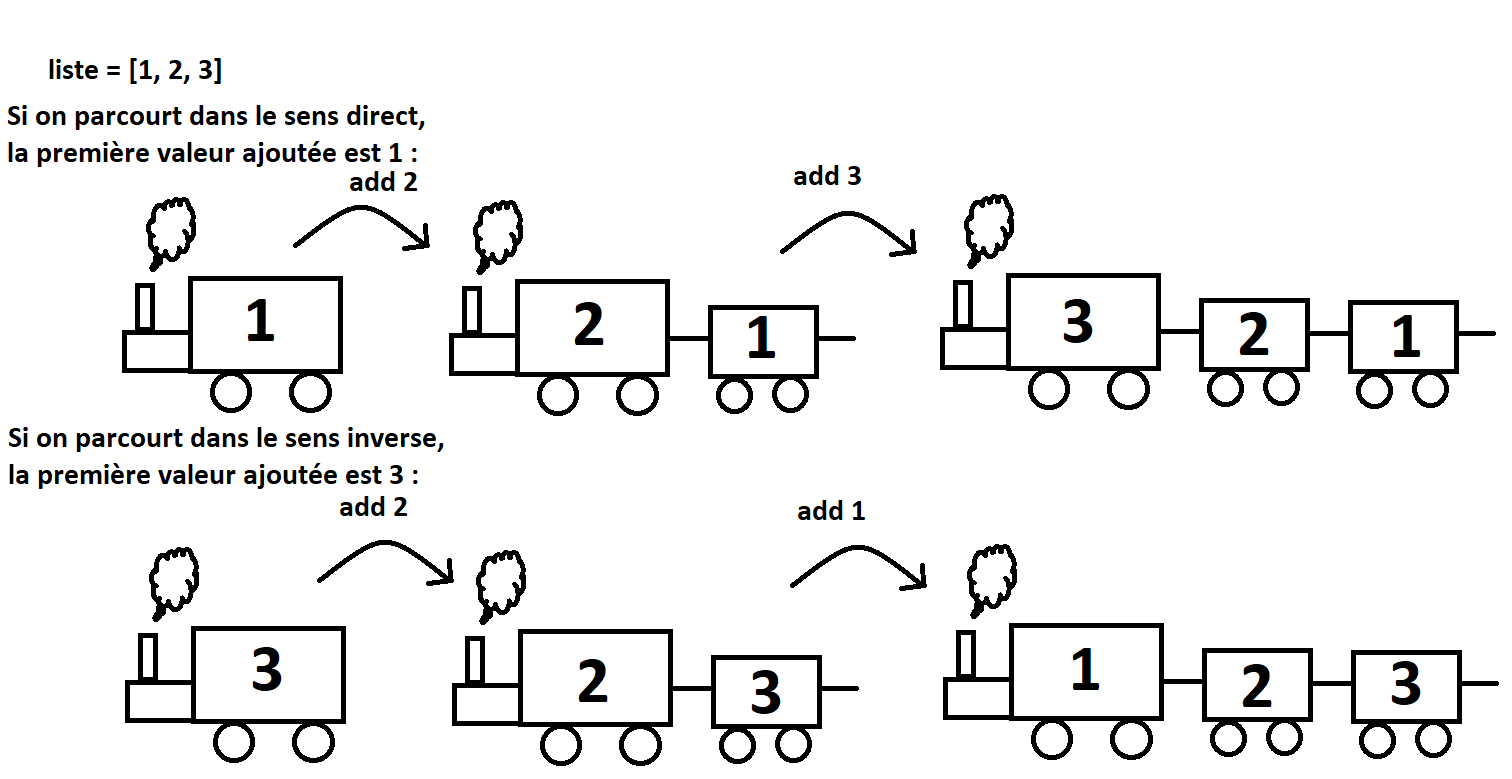 liste = [1, 2, 3]
Si on parcourt dans le sens direct,
la première valeur ajoutée est 1 :
add 2
add 3
1
2
1
3
2
1
Si on parcourt dans le sens inverse,
la première valeur ajoutée est 3 :
add 2
add 1
3
2
3
1
2
3